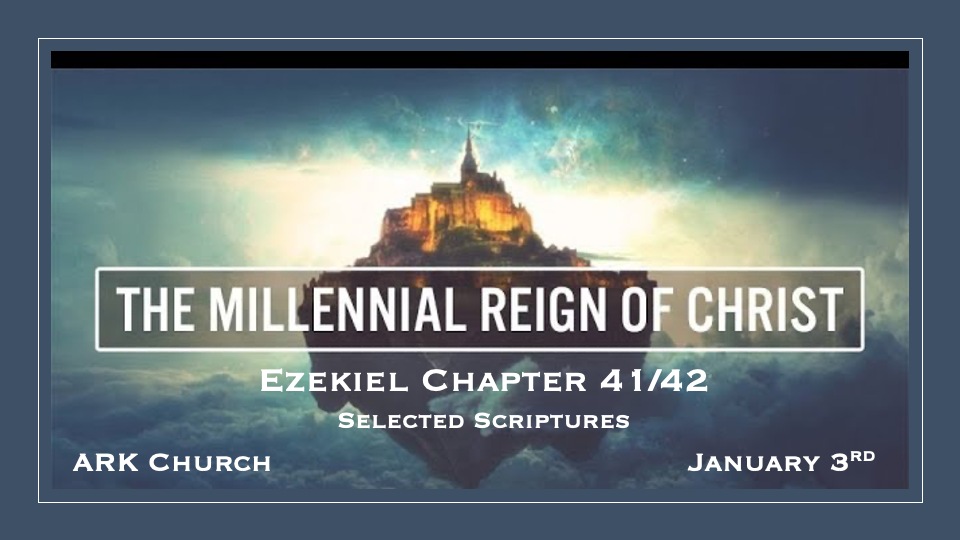 THE MILLENNIAL REIGN OF CHRIST
Ezekiel Chapter 41/42
Selected Scriptures
ARK Church
January 3RD